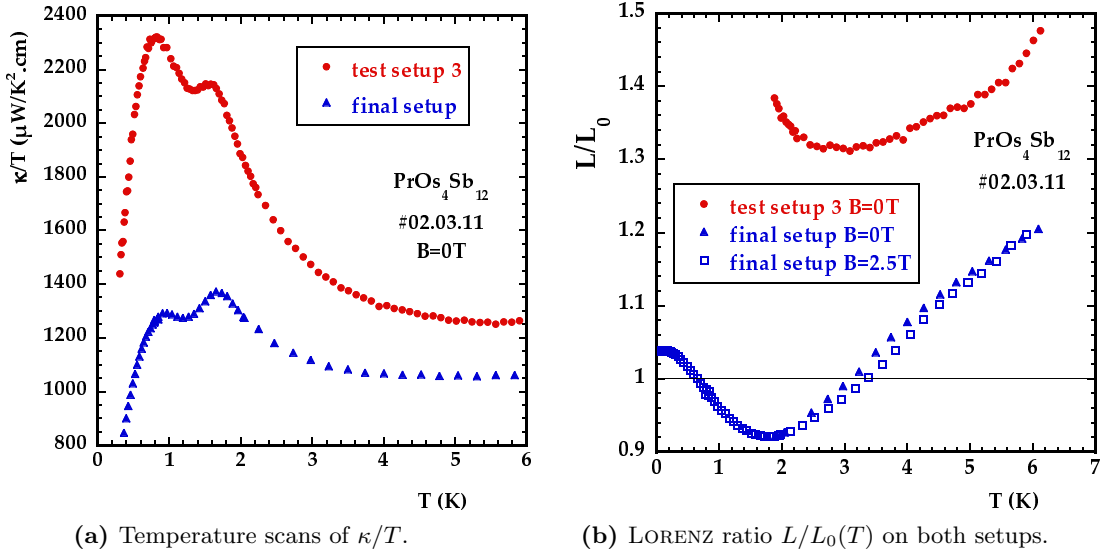 2400
2200
2000
1800
1600
1400
1200
1000
800
κ/T (μW/K².cm)
test setup 3
final setup
PrOs₄Sb₁₂
#02.03.11
B=0T
0 1 2 3 4 5 6
T (K)
(a) Temperature scans of κ/T.
1.5
1.4
1.3
1.2
1.1
1
0.9
L/L₀
PrOs₄Sb₁₂
#02.03.11
test setup 3 B=0T
final setup B=0T
final setup B=2.5T
0 1 2 3 4 5 6 7
T (K)
(b) LORENZ ratio L/L₀(T) on both setups.